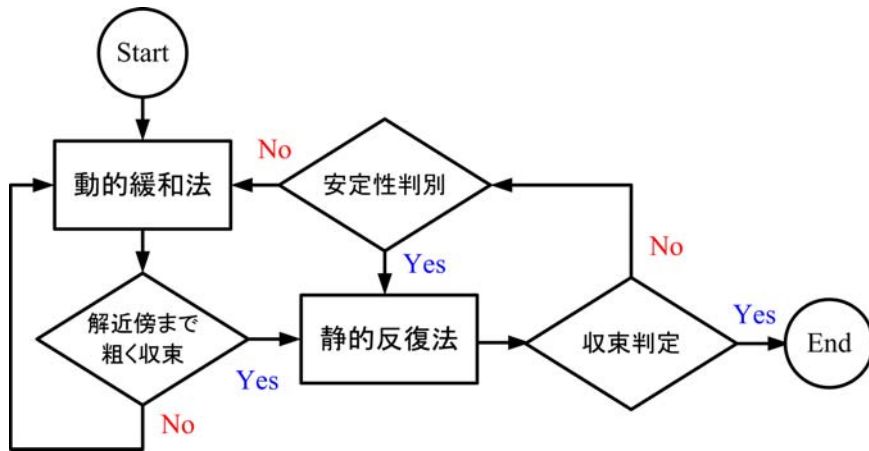 Start
動的緩和法
No
安定性判別
Yes
No
解近傍まで
粗く収束
Yes
No
静的反復法
収束判定
Yes
End